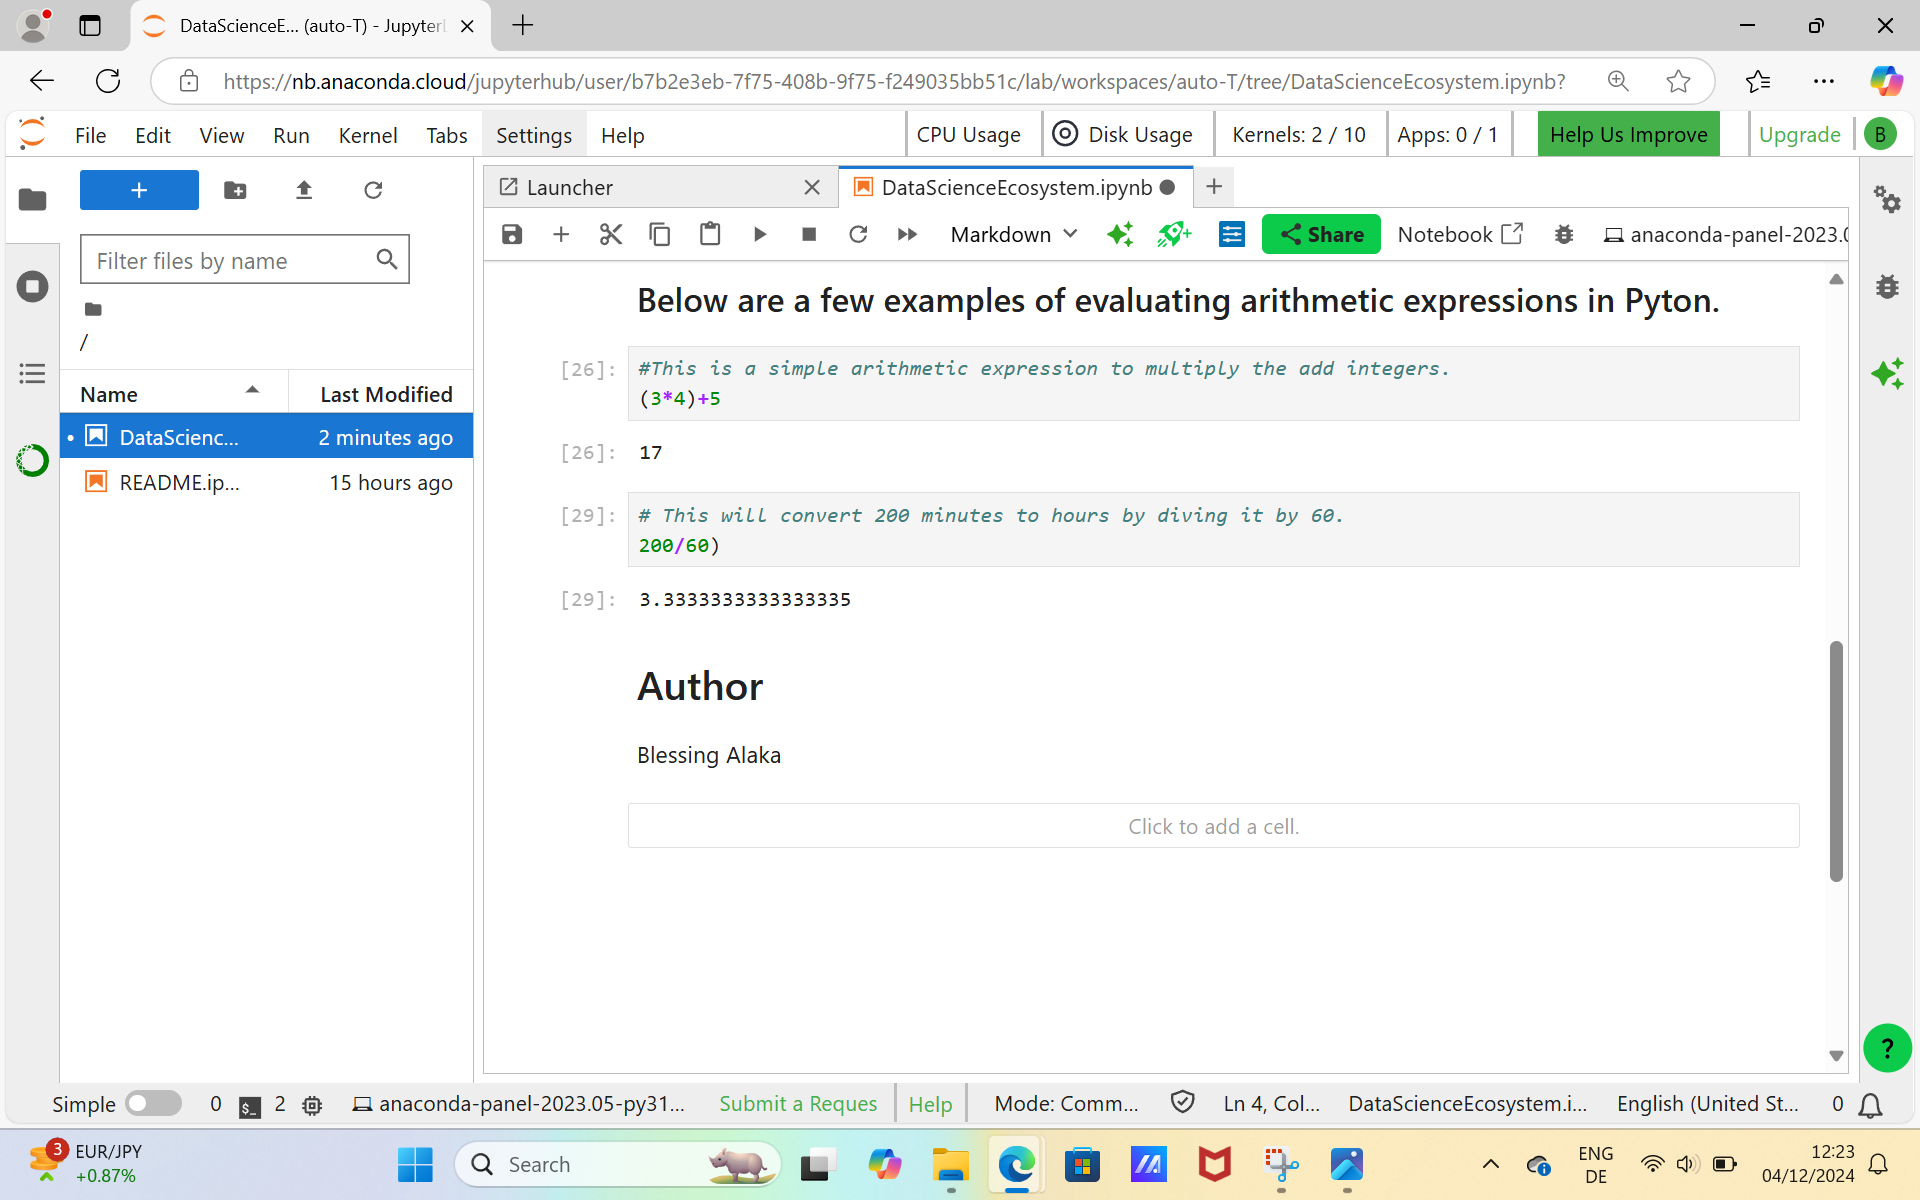 DataScienceE... (auto-T) - Jupyter
https://nb.anaconda.cloud/jupyterhub/user/b7b2e3eb-7f75-408b-9f75-f249035bb51c/lab/workspaces/auto-T/tree/DataScienceEcosystem.ipynb?
File Edit View Run Kernel Tabs Settings Help CPU Usage Disk Usage Kernels: 2 / 10 Apps: 0 / 1 Help Us Improve Upgrade B
+
Launcher DataScienceEcosystem.ipynb
Markdown Share Notebook anaconda-panel-2023.0
Filter files by name
/
Name Last Modified
DataScienc... 2 minutes ago
README.ip... 15 hours ago
Below are a few examples of evaluating arithmetic expressions in Pyton.
[26]: #This is a simple arithmetic expression to multiply the add integers.
(3*4)+5
[26]: 17
[29]: # This will convert 200 minutes to hours by diving it by 60.
200/60)
[29]: 3.3333333333333335
Author
Blessing Alaka
Click to add a cell.
?
Simple 0 $_ 2 anaconda-panel-2023.05-py31... Submit a Reques Help Mode: Comm... Ln 4, Col... DataScienceEcosystem.i... English (United St... 0
3 EUR/JPY
+0.87%
Search
ENG
DE
12:23
04/12/2024